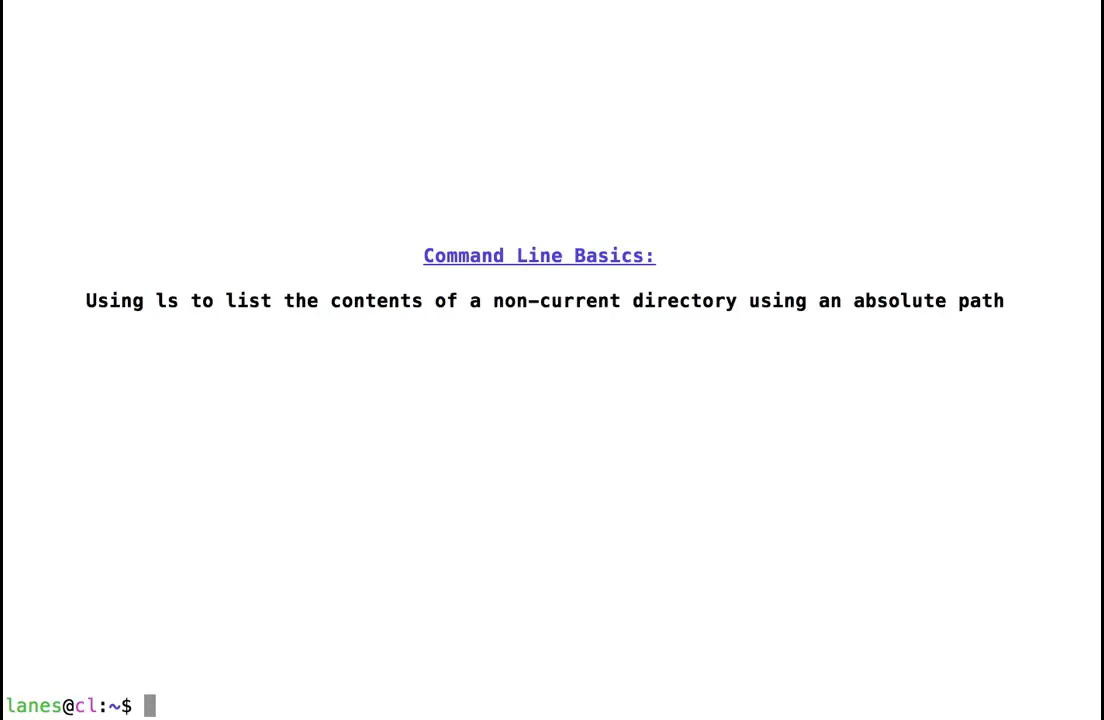 Command Line Basics:
Using ls to list the contents of a non-current directory using an absolute path
lanes@cl:~$